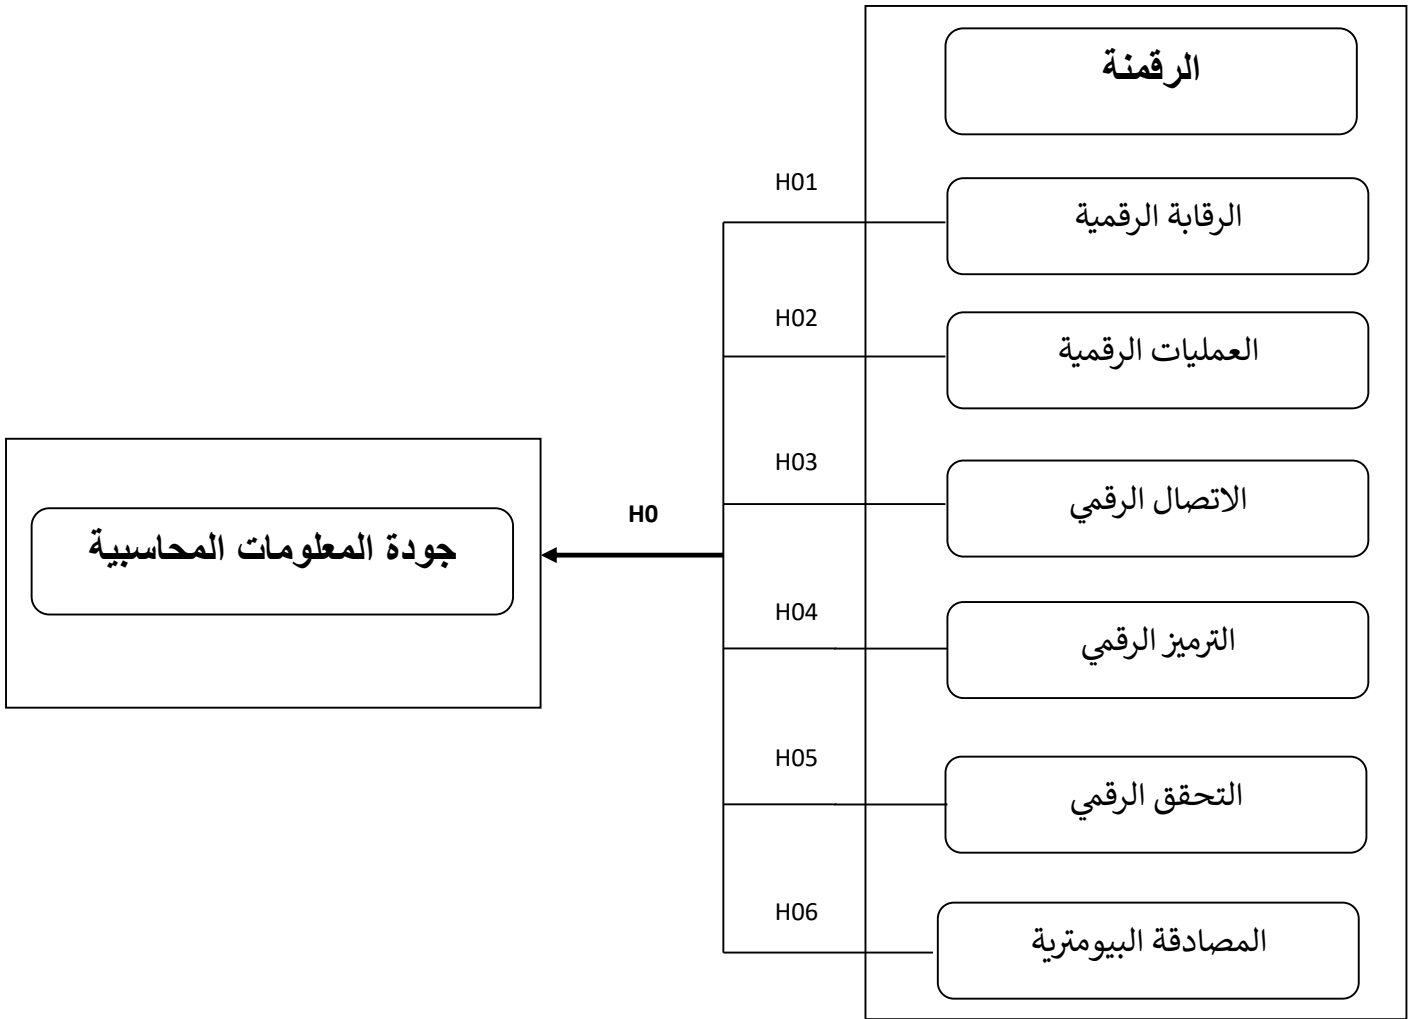 الرقمنة
H01
الرقابة الرقمية
H02
العمليات الرقمية
H03
الاتصال الرقمي
H0
جودة المعلومات المحاسبية
H04
الترميز الرقمي
H05
التحقق الرقمي
H06
المصادقة البيومترية